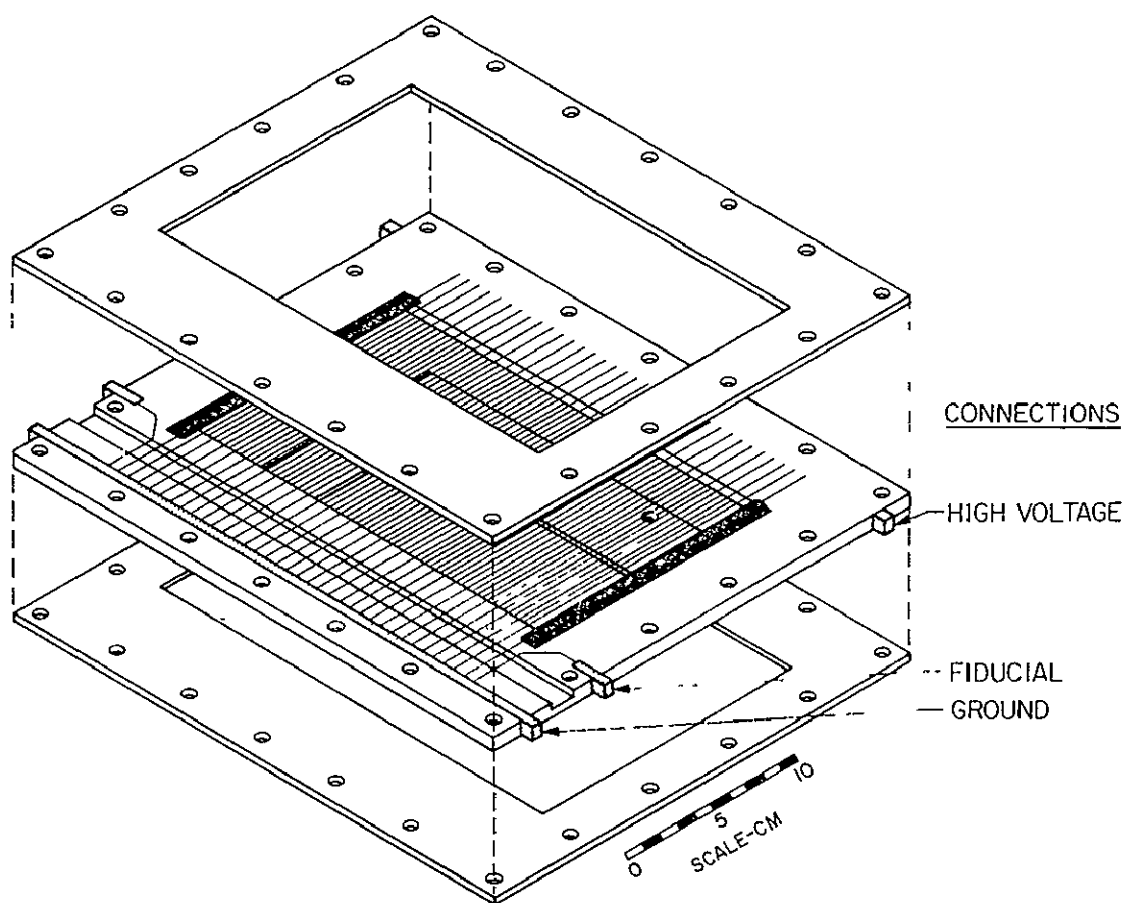 CONNECTIONS
HIGH VOLTAGE
FIDUCIAL
GROUND
0 5 10
SCALE-CM